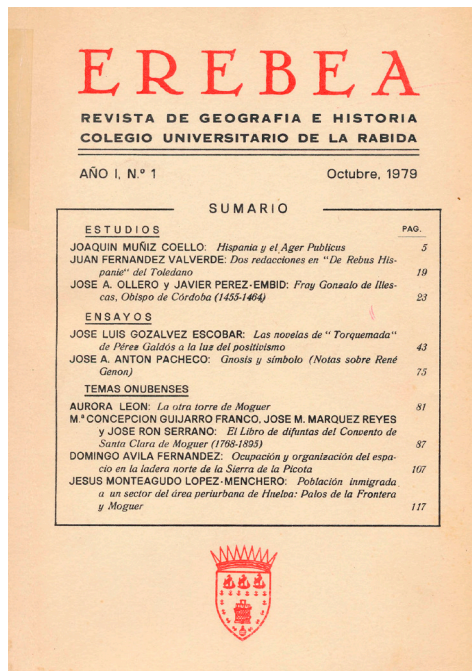 EREBEA
REVISTA DE GEOGRAFIA E HISTORIA
COLEGIO UNIVERSITARIO DE LA RABIDA
AÑO I, N.º 1 Octubre, 1979
SUMARIO
ESTUDIOS PAG.
JOAQUIN MUÑIZ COELLO: Hispania y el Ager Publicus 5
JUAN FERNANDEZ VALVERDE: Dos redacciones en "De Rebus His-
panie" del Toledano 19
JOSE A. OLLERO y JAVIER PEREZ-EMBID: Fray Gonzalo de Illes-
cas, Obispo de Córdoba (1455-1464) 23
ENSAYOS
JOSE LUIS GOZALVEZ ESCOBAR: Las novelas de "Torquemada"
de Pérez Galdós a la luz del positivismo 43
JOSE A. ANTON PACHECO: Gnosis y símbolo (Notas sobre René
Genon) 75
TEMAS ONUBENSES
AURORA LEON: La otra torre de Moguer 81
M.ª CONCEPCION GUIJARRO FRANCO, JOSE M. MARQUEZ REYES
y JOSE RON SERRANO: El Libro de difuntas del Convento de
Santa Clara de Moguer (1768-1895) 87
DOMINGO AVILA FERNANDEZ: Ocupación y organización del espa-
cio en la ladera norte de la Sierra de la Picota 107
JESUS MONTEAGUDO LOPEZ-MENCHERO: Población inmigrada
a un sector del área periurbana de Huelva: Palos de la Frontera
y Moguer 117